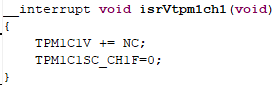 __interrupt void isrVtpm1ch1(void)
{
    TPM1C1V += NC;
    TPM1C1SC_CH1F=0;
}